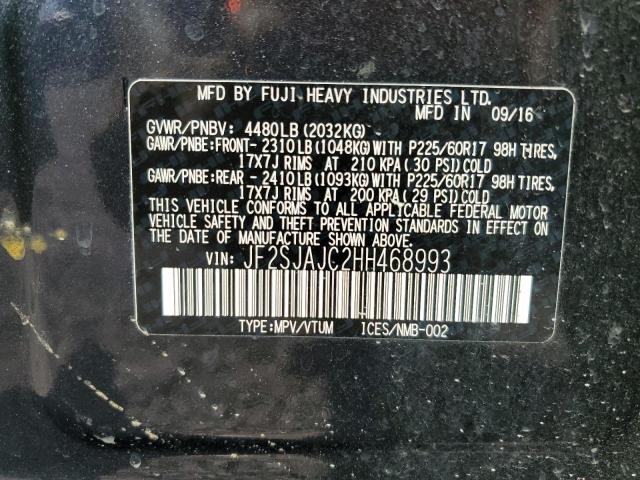 MFD BY FUJI HEAVY INDUSTRIES LTD.
MFD IN 09/16
GVWR/PNBV: 4480LB (2032KG)
GAWR/PNBE:FRONT- 2310LB (1048KG) WITH P225/60R17 98H TIRES,
17X7J RIMS AT 210 KPA (30 PSI) COLD
GAWR/PNBE:REAR - 2410LB (1093KG) WITH P225/60R17 98H TIRES,
17X7J RIMS AT 200 KPA (29 PSI) COLD
THIS VEHICLE CONFORMS TO ALL APPLICABLE FEDERAL MOTOR
VEHICLE SAFETY AND THEFT PREVENTION STANDARDS IN EFFECT
ON THE DATE OF MANUFACTURE SHOWN ABOVE.
VIN: JF2SJAJC2HH468993
TYPE:MPV/VTUM ICES/NMB-002